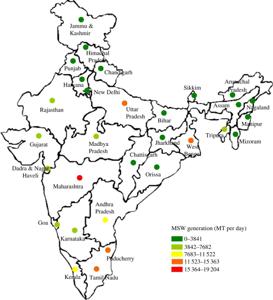 Jammu &
Kashmir
Himachal
Pradesh
Punjab
Chandigarh
Haryana
New Delhi
Arunachal
Pradesh
Sikkim
Rajasthan
Uttar
Pradesh
Assam
Nagaland
Bihar
Manipur
Gujarat
Madhya
Pradesh
Jharkhand
West
Tripura
Mizoram
Dadra & Nagar
Haveli
Chattisgarh
Orissa
Maharashtra
Andhra
Pradesh
Goa
Karnataka
Puducherry
Kerala
Tamil Nadu
MSW generation (MT per day)
0–3841
3842–7682
7683–11 522
11 523–15 363
15 364–19 204